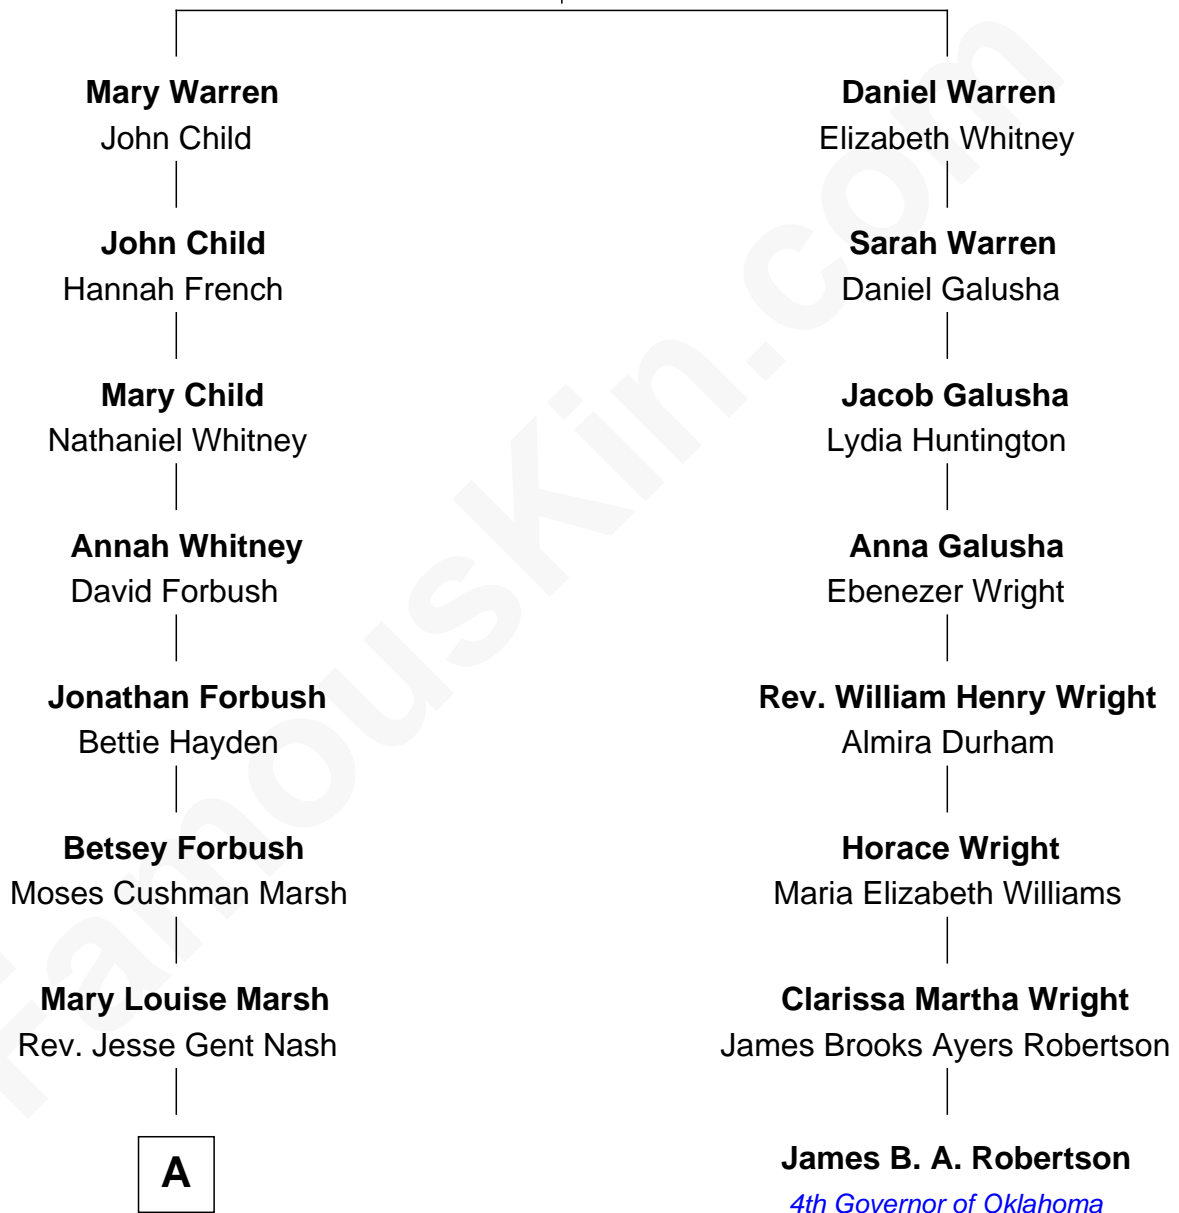 Mary Warren
John Child
John Child
Hannah French
Mary Child
Nathaniel Whitney
Annah Whitney
David Forbush
Jonathan Forbush
Bettie Hayden
Betsey Forbush
Moses Cushman Marsh
Mary Louise Marsh
Rev. Jesse Gent Nash
A
Daniel Warren
Elizabeth Whitney
Sarah Warren
Daniel Galusha
Jacob Galusha
Lydia Huntington
Anna Galusha
Ebenezer Wright
Rev. William Henry Wright
Almira Durham
Horace Wright
Maria Elizabeth Williams
Clarissa Martha Wright
James Brooks Ayers Robertson
James B. A. Robertson
4th Governor of Oklahoma
FamousKin.com